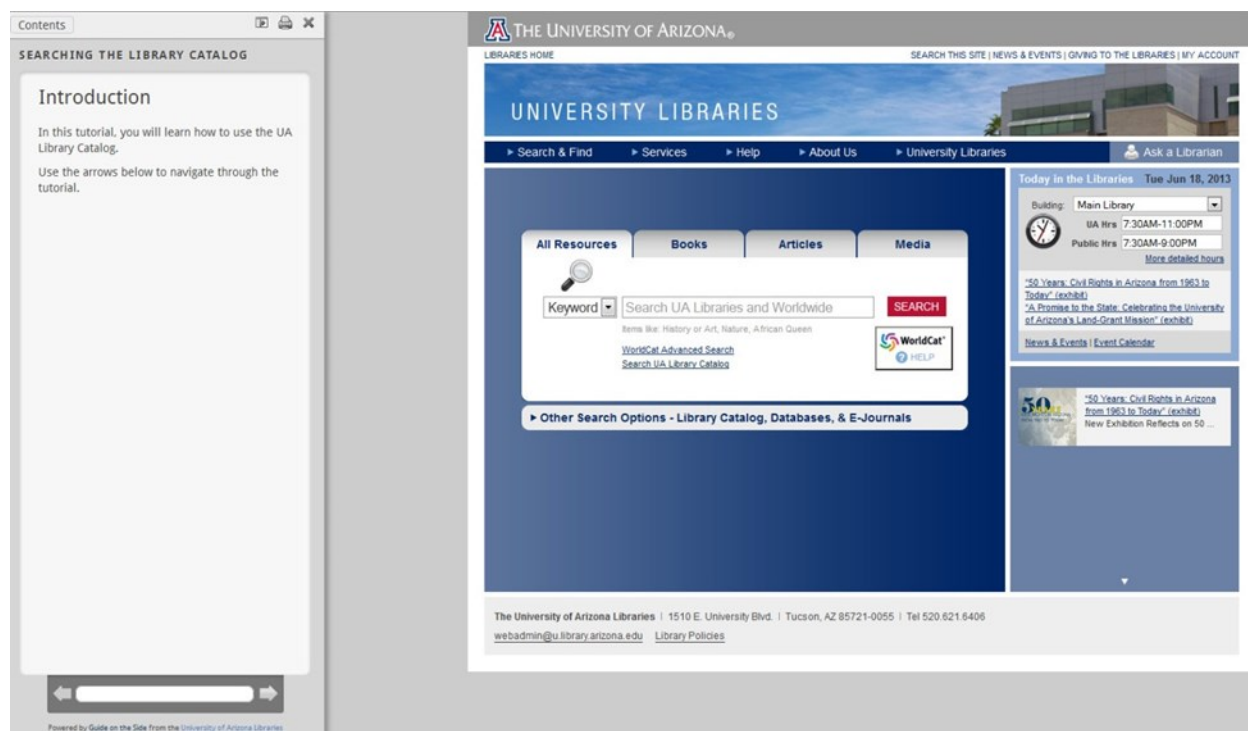 Contents
SEARCHING THE LIBRARY CATALOG
Introduction
In this tutorial, you will learn how to use the UA
Library Catalog.
Use the arrows below to navigate through the
tutorial.
Powered by Guide on the Side from the University of Arizona Libraries
THE UNIVERSITY OF ARIZONA®
LIBRARIES HOME
SEARCH THIS SITE | NEWS & EVENTS | GIVING TO THE LIBRARIES | MY ACCOUNT
UNIVERSITY LIBRARIES
Search & Find Services Help About Us University Libraries
Ask a Librarian
All Resources Books Articles Media
Keyword Search UA Libraries and Worldwide SEARCH
Items like: History or Art, Nature, African Queen
WorldCat Advanced Search
Search UA Library Catalog
WorldCat®
HELP
Other Search Options - Library Catalog, Databases, & E-Journals
Today in the Libraries Tue Jun 18, 2013
Building: Main Library
UA Hrs 7:30AM-11:00PM
Public Hrs 7:30AM-9:00PM
More detailed hours
"50 Years: Civil Rights in Arizona from 1963 to
Today" (exhibit)
"A Promise to the State: Celebrating the University
of Arizona's Land-Grant Mission" (exhibit)
News & Events | Event Calendar
50
"50 Years: Civil Rights in Arizona
from 1963 to Today" (exhibit)
New Exhibition Reflects on 50 ...
The University of Arizona Libraries | 1510 E. University Blvd. | Tucson, AZ 85721-0055 | Tel 520.621.6406
webadmin@u.library.arizona.edu Library Policies